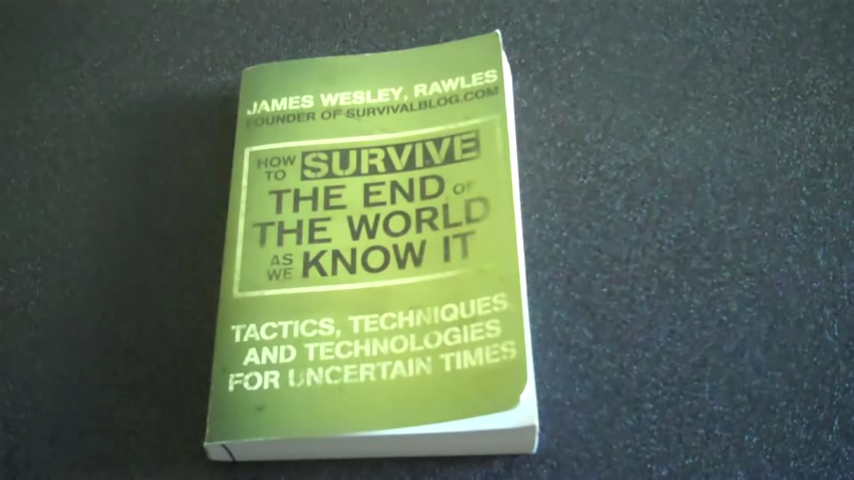 JAMES WESLEY, RAWLES
FOUNDER OF SURVIVALBLOG.COM
HOW TO SURVIVE
THE END OF
THE WORLD
AS WE KNOW IT
TACTICS, TECHNIQUES,
AND TECHNOLOGIES
FOR UNCERTAIN TIMES